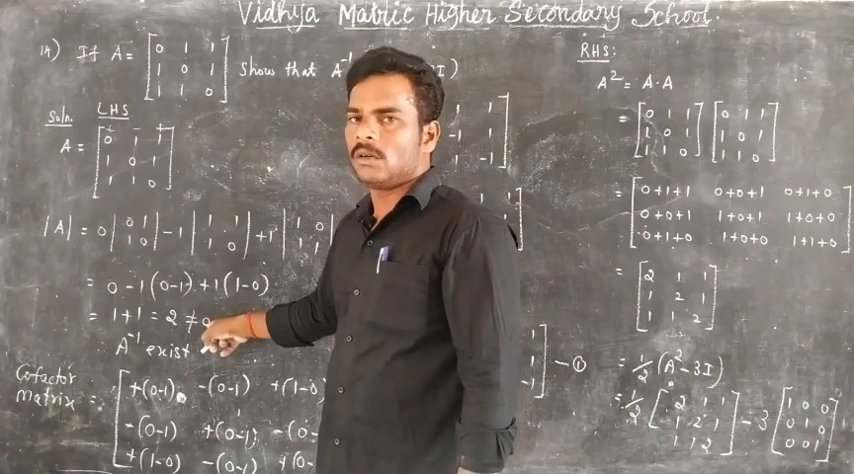 Vidhya Matric Higher Secondary School.
14) If A = [0 1 1
1 0 1
1 1 0] Show that A⁻¹ I)
Soln. LHS
A = [0 1 1
1 0 1
1 1 0]
|A| = 0 |0 1
1 0| - 1 |1 1
1 0| + 1 |1 0
1 1
= 0 - 1 (0-1) + 1 (1-0)
= 1 + 1 = 2 ≠ 0
A⁻¹ exist
Cofactor Matrix = [+(0-1) -(0-1) +(1-0
-(0-1) +(0-1) -(0-
+(1-0) -(0-1) +(0-
1 1
-1 1
1 -1]
1]
] - ①
RHS:
A² = A·A
= [0 1 1
1 0 1
1 1 0] [0 1 1
1 0 1
1 1 0]
= [0+1+1 0+0+1 0+1+0
0+0+1 1+0+1 1+0+0
0+1+0 1+0+0 1+1+0]
= [2 1 1
1 2 1
1 1 2]
= 1/2 (A² - 3I)
= 1/2 [2 1 1
1 2 1
1 1 2] - 3 [1 0 0
0 1 0
0 0 1]